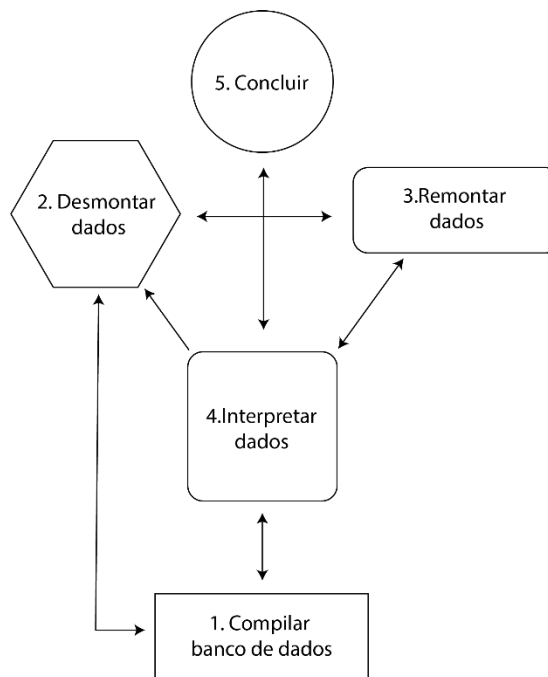 5. Concluir
2. Desmontar
dados
3.Remontar
dados
4.Interpretar
dados
1. Compilar
banco de dados